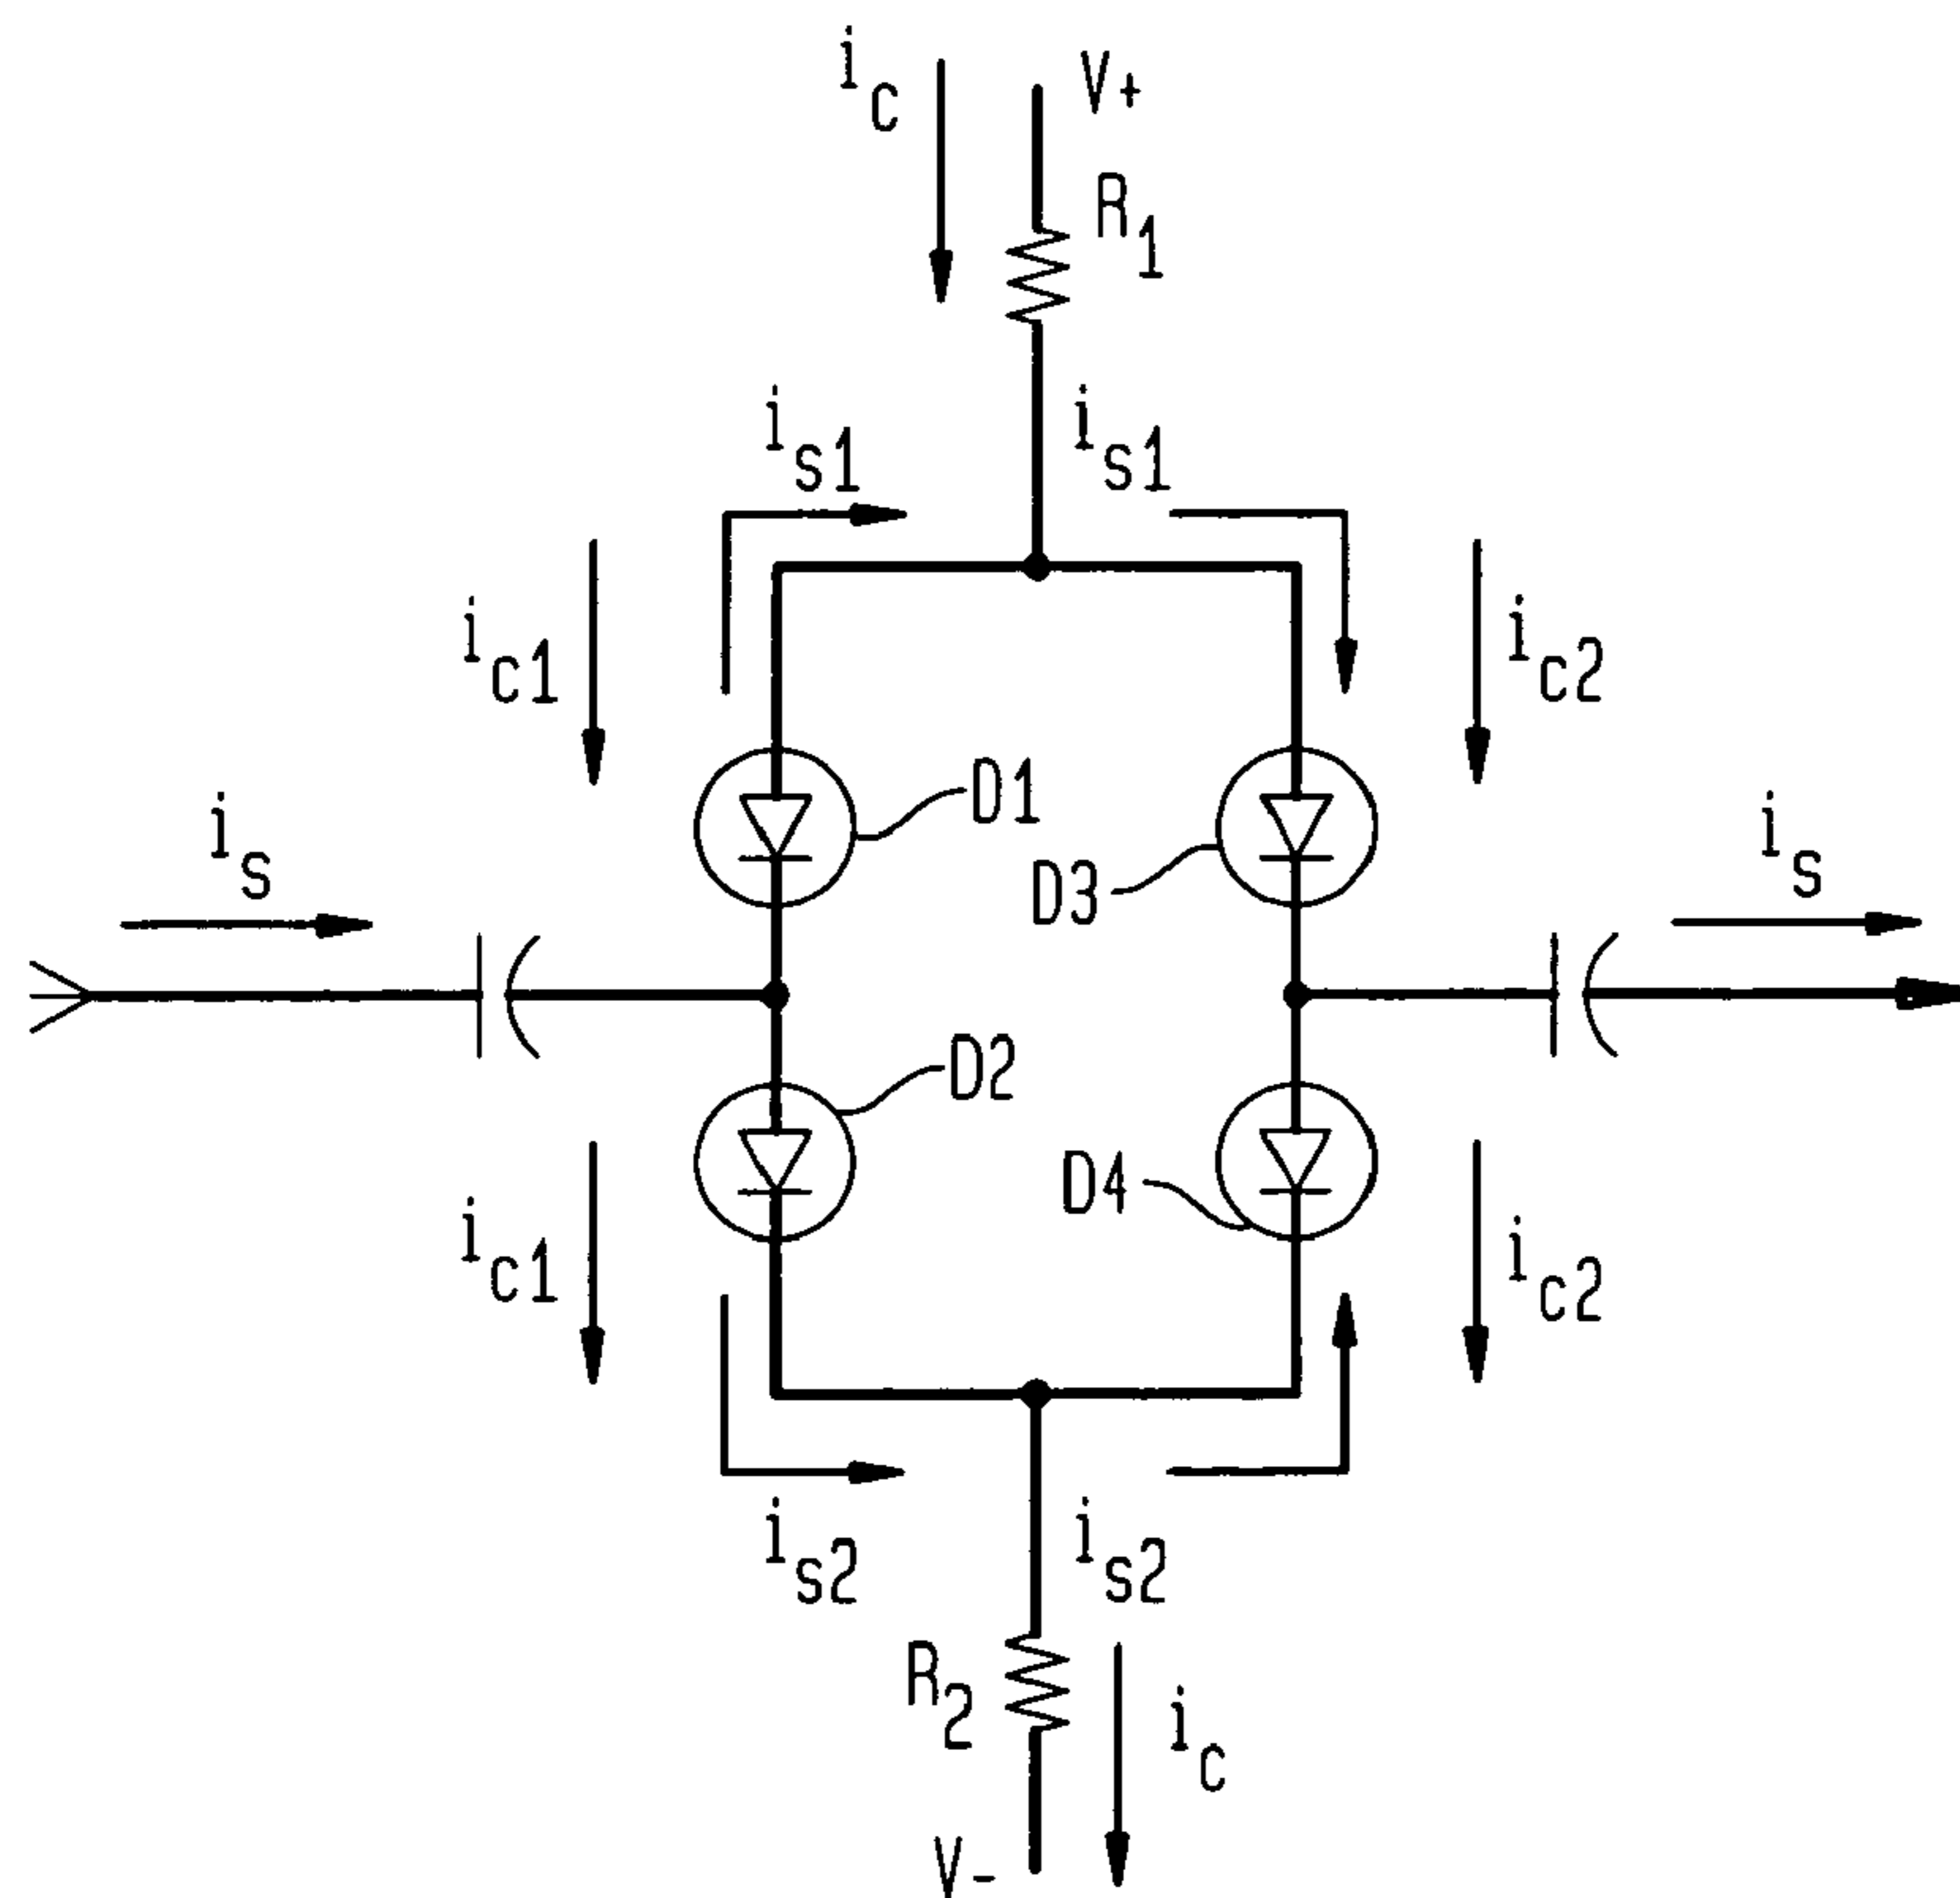 i_c
V+
R_1
i_s1
i_s1
i_c1
i_c2
D1
i_s
i_s
D3
D2
D4
i_c1
i_c2
i_s2
i_s2
R_2
i_c
V-